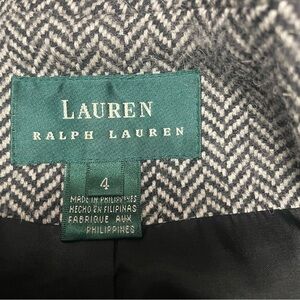 LAUREN
RALPH LAUREN
4
MADE IN PHILIPPINES
HECHO EN FILIPINAS
FABRIQUE AUX
PHILIPPINES